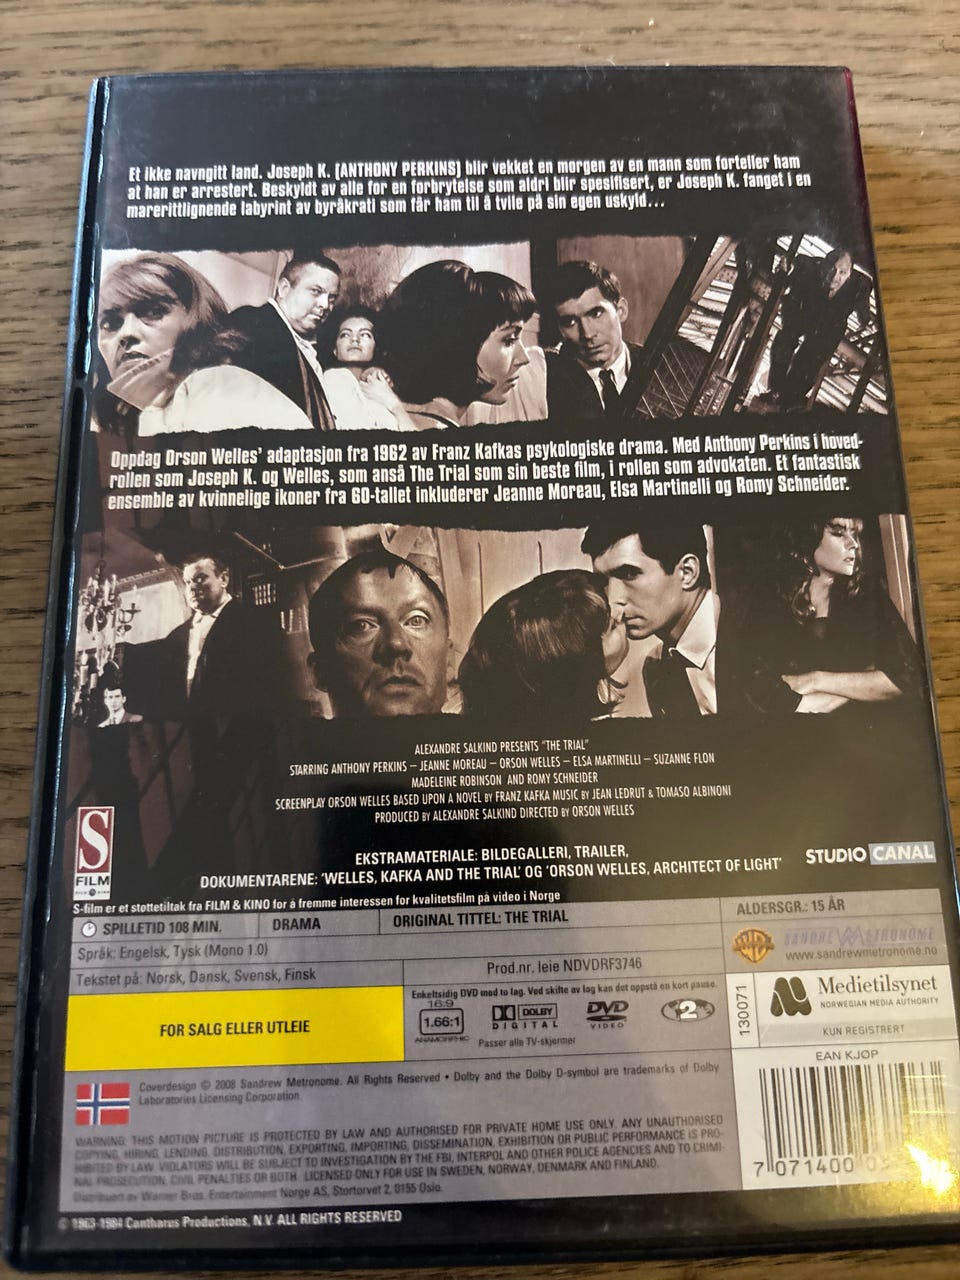 Et ikke navngitt land. Joseph K. (ANTHONY PERKINS) blir vekket en morgen av en mann som forteller ham
at han er arrestert. Beskyldt av alle for en forbrytelse som aldri blir spesifisert, er Joseph K. fanget i en
marerittlignende labyrint av byråkrati som får ham til å tvile på sin egen uskyld...
Oppdag Orson Welles' adaptasjon fra 1962 av Franz Kafkas psykologiske drama. Med Anthony Perkins i hoved-
rollen som Joseph K. og Welles, som anså The Trial som sin beste film, i rollen som advokaten. Et fantastisk
ensemble av kvinnelige ikoner fra 60-tallet inkluderer Jeanne Moreau, Elsa Martinelli og Romy Schneider.
ALEXANDRE SALKIND PRESENTS "THE TRIAL"
STARRING ANTHONY PERKINS – JEANNE MOREAU – ORSON WELLES – ELSA MARTINELLI – SUZANNE FLON
MADELEINE ROBINSON AND ROMY SCHNEIDER
SCREENPLAY ORSON WELLES BASED UPON A NOVEL BY FRANZ KAFKA MUSIC BY JEAN LEDRUT & TOMASO ALBINONI
PRODUCED BY ALEXANDRE SALKIND DIRECTED BY ORSON WELLES
S
FILM
EKSTRAMATERIALE: BILDEGALLERI, TRAILER,
DOKUMENTARENE: 'WELLES, KAFKA AND THE TRIAL' OG 'ORSON WELLES, ARCHITECT OF LIGHT'
STUDIO CANAL
S-film er et støttetiltak fra FILM & KINO for å fremme interessen for kvalitetsfilm på video i Norge
SPILLETID 108 MIN.
DRAMA
ORIGINAL TITTEL: THE TRIAL
ALDERSGR.: 15 ÅR
Språk: Engelsk, Tysk (Mono 1.0)
SANDREW METRONOME
www.sandrewmetronome.no
Tekstet på: Norsk, Dansk, Svensk, Finsk
Prod.nr. leie NDVDRF3746
FOR SALG ELLER UTLEIE
Enkeltsidig DVD med to lag. Ved skifte av lag kan det oppstå en kort pause.
16:9
1.66:1
ANAMORPHIC
DOLBY
DIGITAL
DVD
VIDEO
2
Passer alle TV-skjermer
130071
Medietilsynet
NORWEGIAN MEDIA AUTHORITY
KUN REGISTRERT
EAN KJØP
7 071400 0
Coverdesign © 2008 Sandrew Metronome. All Rights Reserved • Dolby and the Dolby D-symbol are trademarks of Dolby
Laboratories Licensing Corporation.
WARNING: THIS MOTION PICTURE IS PROTECTED BY LAW AND AUTHORISED FOR PRIVATE HOME USE ONLY. ANY UNAUTHORISED
COPYING, HIRING, LENDING, DISTRIBUTION, EXPORTING, IMPORTING, DISSEMINATION, EXHIBITION OR PUBLIC PERFORMANCE IS PRO-
HIBITED BY LAW. VIOLATORS WILL BE SUBJECT TO INVESTIGATION BY THE FBI, INTERPOL AND OTHER POLICE AGENCIES AND TO CRIMI-
NAL PROSECUTION, CIVIL PENALTIES OR BOTH. LICENSED ONLY FOR USE IN SWEDEN, NORWAY, DENMARK AND FINLAND.
Distribuert av Warner Bros. Entertainment Norge AS, Stortorvet 2, 0155 Oslo.
© 1963-1984 Cantharus Productions, N.V. ALL RIGHTS RESERVED